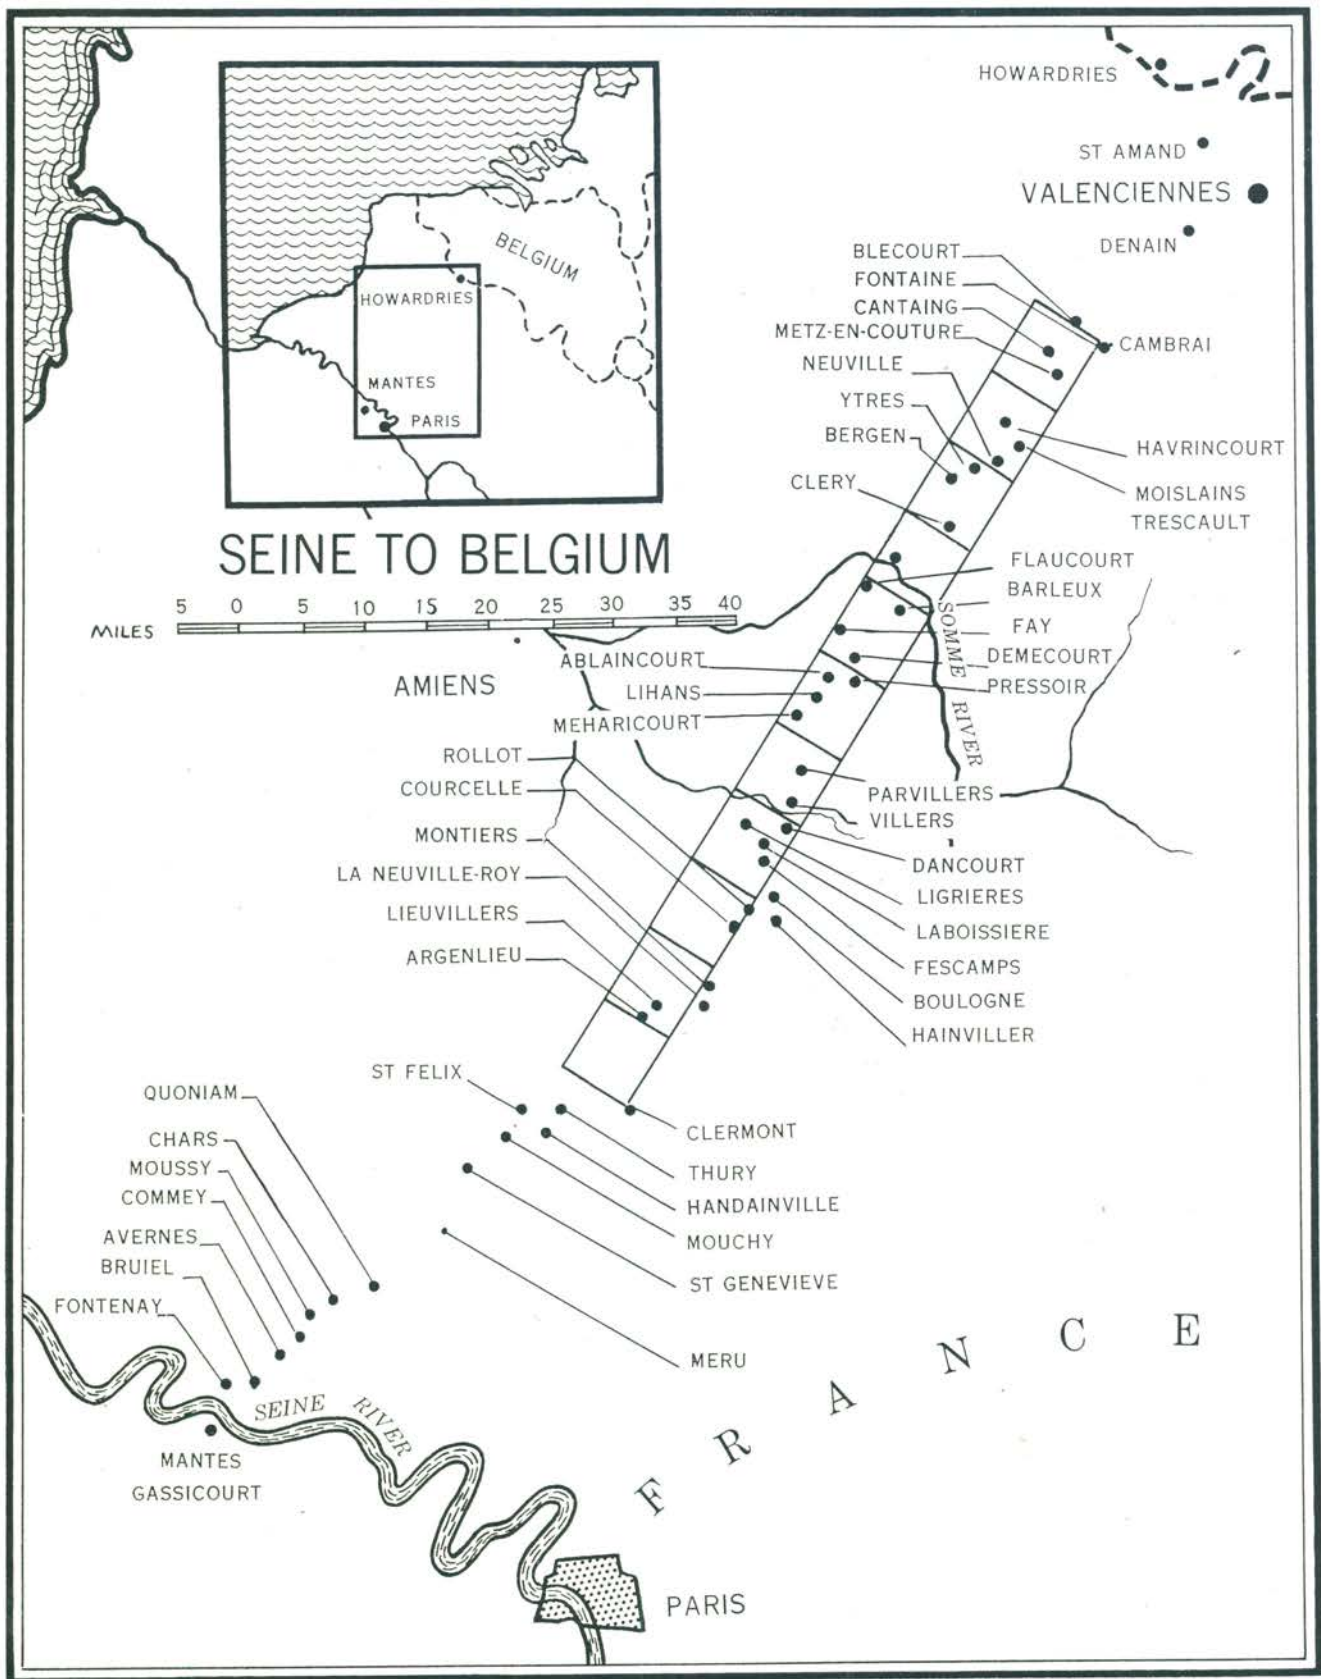 HOWARDRIES
ST AMAND
VALENCIENNES
DENAIN
BELGIUM
HOWARDRIES
MANTES
PARIS
BLECOURT
FONTAINE
CANTAING
METZ-EN-COUTURE
CAMBRAI
NEUVILLE
YTRES
BERGEN
HAVRINCOURT
CLERY
MOISLAINS
TRESCAULT
SEINE TO BELGIUM
FLAUCOURT
BARLEUX
MILES 5 0 5 10 15 20 25 30 35 40
FAY
SOMME RIVER
ABLAINCOURT
DEMECOURT
AMIENS
LIHANS
PRESSOIR
MEHARICOURT
ROLLOT
COURCELLE
PARVILLERS
VILLERS
MONTIERS
DANCOURT
LA NEUVILLE-ROY
LIGRIERES
LIEUVILLERS
LABOISSIERE
ARGENLIEU
FESCAMPS
BOULOGNE
HAINVILLER
ST FELIX
QUONIAM
CLERMONT
CHARS
MOUSSY
THURY
COMMEY
HANDAINVILLE
AVERNES
MOUCHY
BRUIEL
ST GENEVIEVE
FONTENAY
MERU
FRANCE
SEINE RIVER
MANTES
GASSICOURT
PARIS